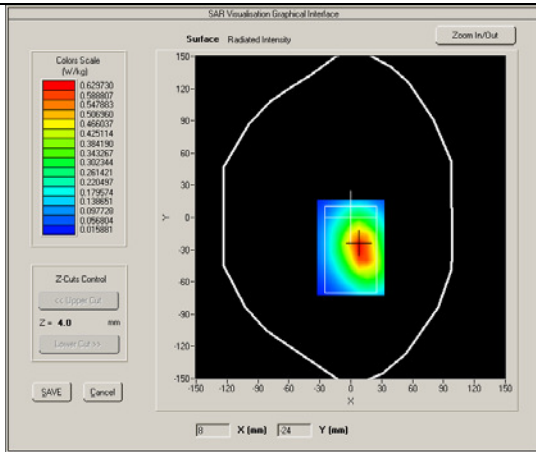 SAR Visualisation Graphical Interface
Surface Radiated Intensity
Zoom In/Out
Colors Scale
(W/kg)
0.629730
0.588807
0.547883
0.506960
0.466037
0.425114
0.384190
0.343267
0.302344
0.261421
0.220497
0.179574
0.138651
0.097728
0.056804
0.015881
Z-Cuts Control
<< Upper Cut
Z = 4.0 mm
Lower Cut >>
SAVE
Cancel
150
120
90
60
30
0
-30
-60
-90
-120
-150
Y
-150 -120 -90 -60 -30 0 30 60 90 120 150
X
8 X (mm) -24 Y (mm)